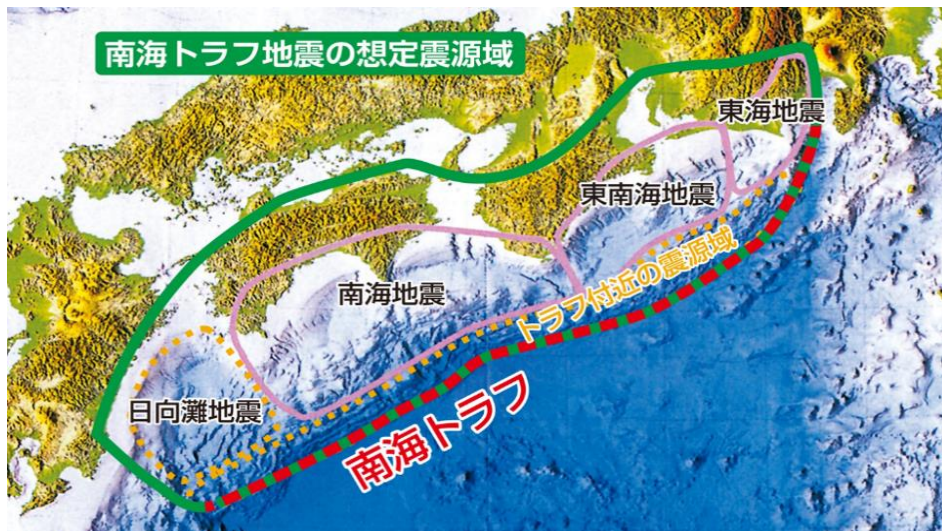 南海トラフ地震の想定震源域
東海地震
東南海地震
トラフ付近の震源域
南海地震
日向灘地震
南海トラフ